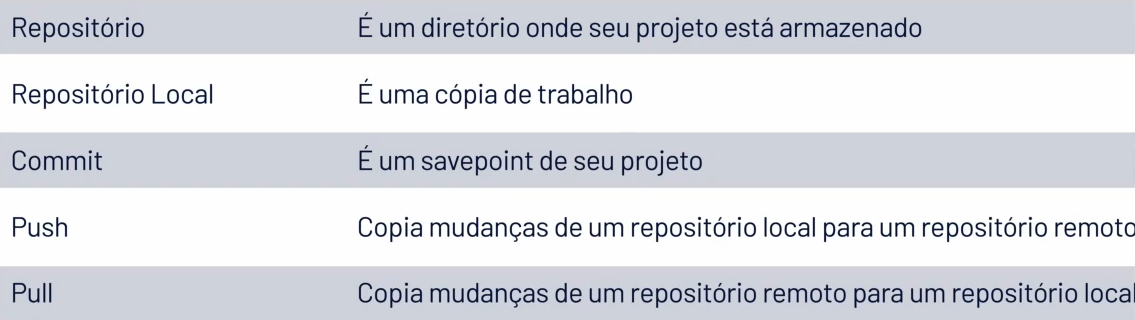 Repositório É um diretório onde seu projeto está armazenado
Repositório Local É uma cópia de trabalho
Commit É um savepoint de seu projeto
Push Copia mudanças de um repositório local para um repositório remoto
Pull Copia mudanças de um repositório remoto para um repositório local